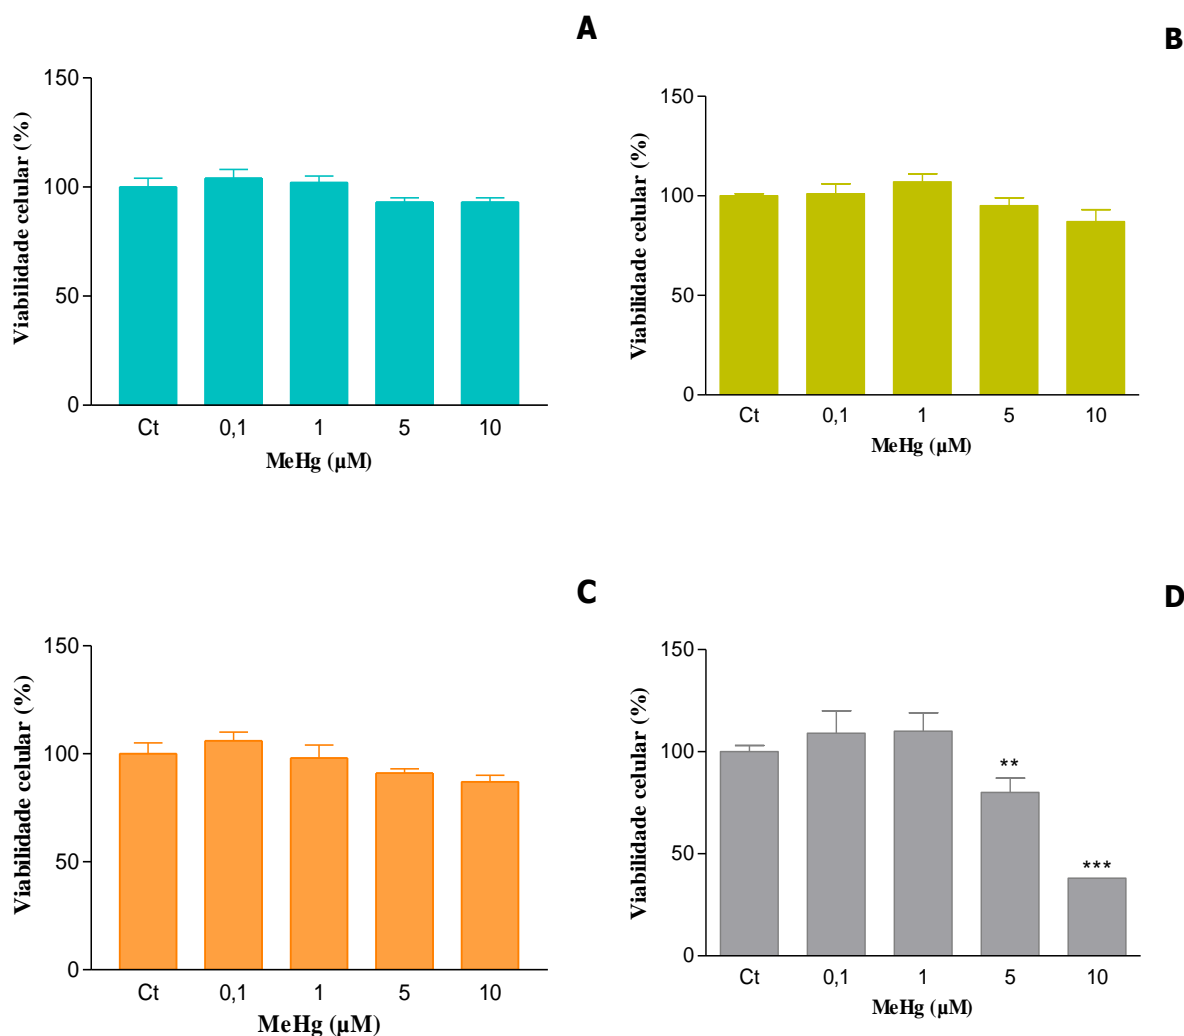 A
Viabilidade celular (%)
150
100
50
0
Ct 0,1 1 5 10
MeHg (µM)
B
Viabilidade celular (%)
150
100
50
0
Ct 0,1 1 5 10
MeHg (µM)
C
Viabilidade celular (%)
150
100
50
0
Ct 0,1 1 5 10
MeHg (µM)
D
Viabilidade celular (%)
150
100
50
0
**
***
Ct 0,1 1 5 10
MeHg (µM)